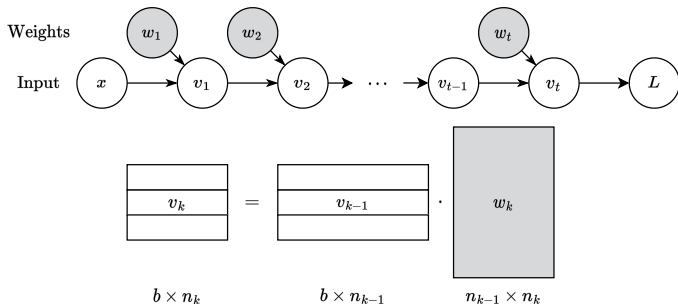 Weights w₁ w₂ wₜ
Input x v₁ v₂ ⋯ vₜ₋₁ vₜ L
vₖ = vₖ₋₁ · wₖ
b × nₖ b × nₖ₋₁ nₖ₋₁ × nₖ